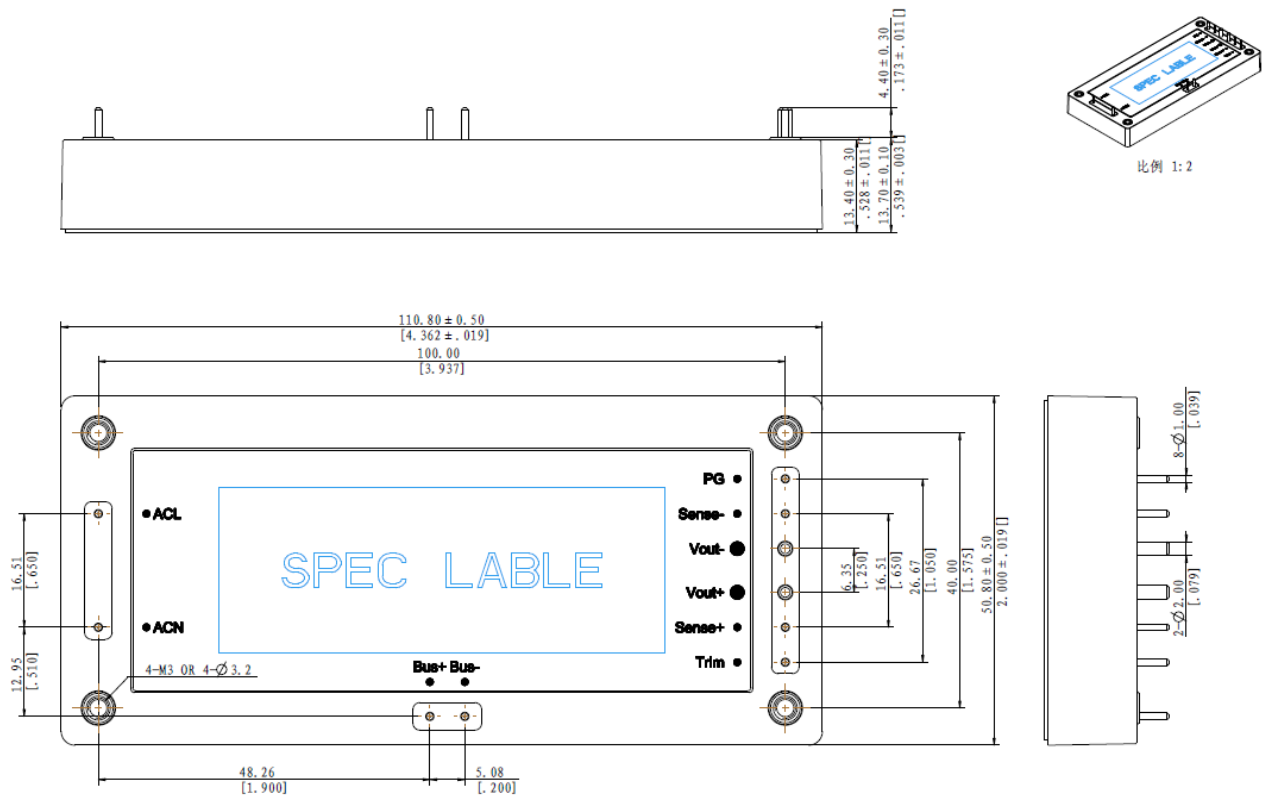 4.40±0.30
.173±.011[]
13.40±0.30
.528±.011[]
13.70±0.10
.539±.003[]
SPEC LABLE
比例 1:2
110.80±0.50
[4.362±.019]
100.00
[3.937]
PG
ACL
Sense-
Vout-
SPEC LABLE
Vout+
ACN
Sense+
Bus+ Bus-
Trim
4-M3 OR 4-∅3.2
16.51
[.650]
12.95
[.510]
48.26
[1.900]
5.08
[.200]
6.35
[.250]
16.51
[.650]
26.67
[1.050]
40.00
[1.575]
50.80±0.50
2.000±.019[]
8-∅1.00
[.039]
2-∅2.00
[.079]